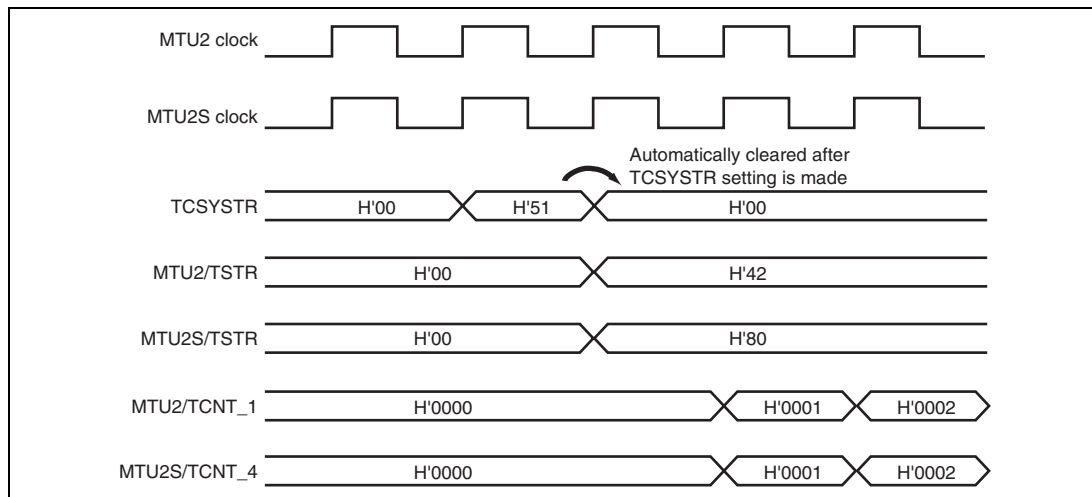 MTU2 clock
MTU2S clock
Automatically cleared after
TCSYSTR setting is made
TCSYSTR H'00 H'51 H'00
MTU2/TSTR H'00 H'42
MTU2S/TSTR H'00 H'80
MTU2/TCNT_1 H'0000 H'0001 H'0002
MTU2S/TCNT_4 H'0000 H'0001 H'0002